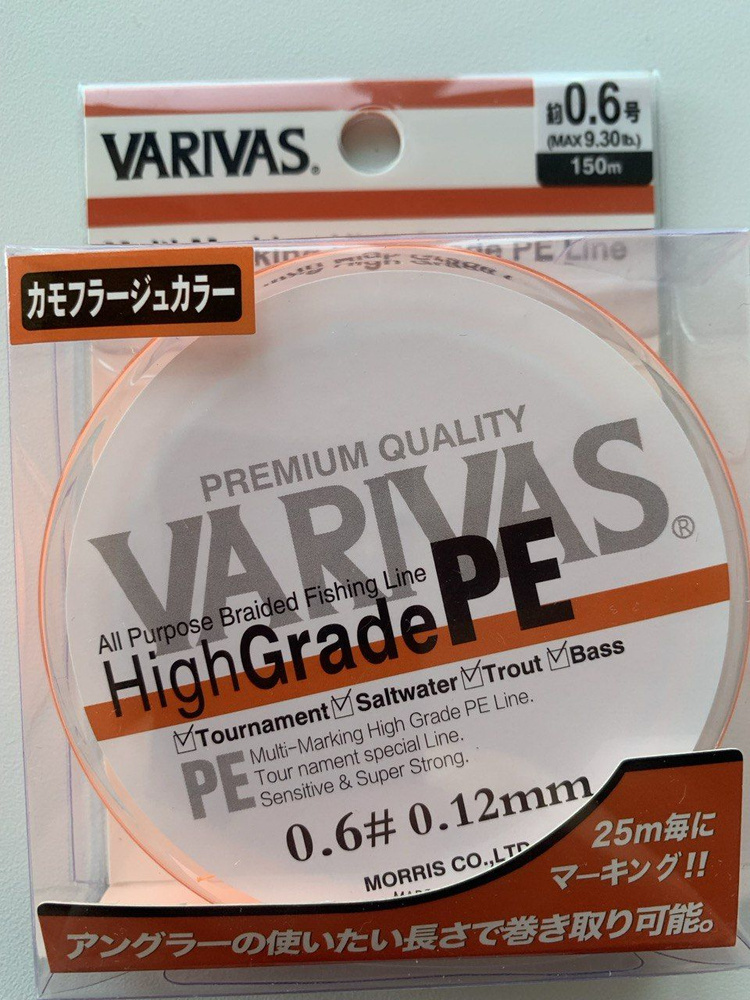 VARIVAS®
約0.6号
(MAX 9.30lb.)
150m
PE Line
カモフラージュカラー
PREMIUM QUALITY
VARIVAS®
All Purpose Braided Fishing Line
HighGradePE
☑Tournament ☑Saltwater ☑Trout ☑Bass
PE Multi-Marking High Grade PE Line.
Tour nament special Line.
Sensitive & Super Strong.
0.6# 0.12mm
MORRIS CO.,LTD
25m毎に
マーキング!!
アングラーの使いたい長さで巻き取り可能。